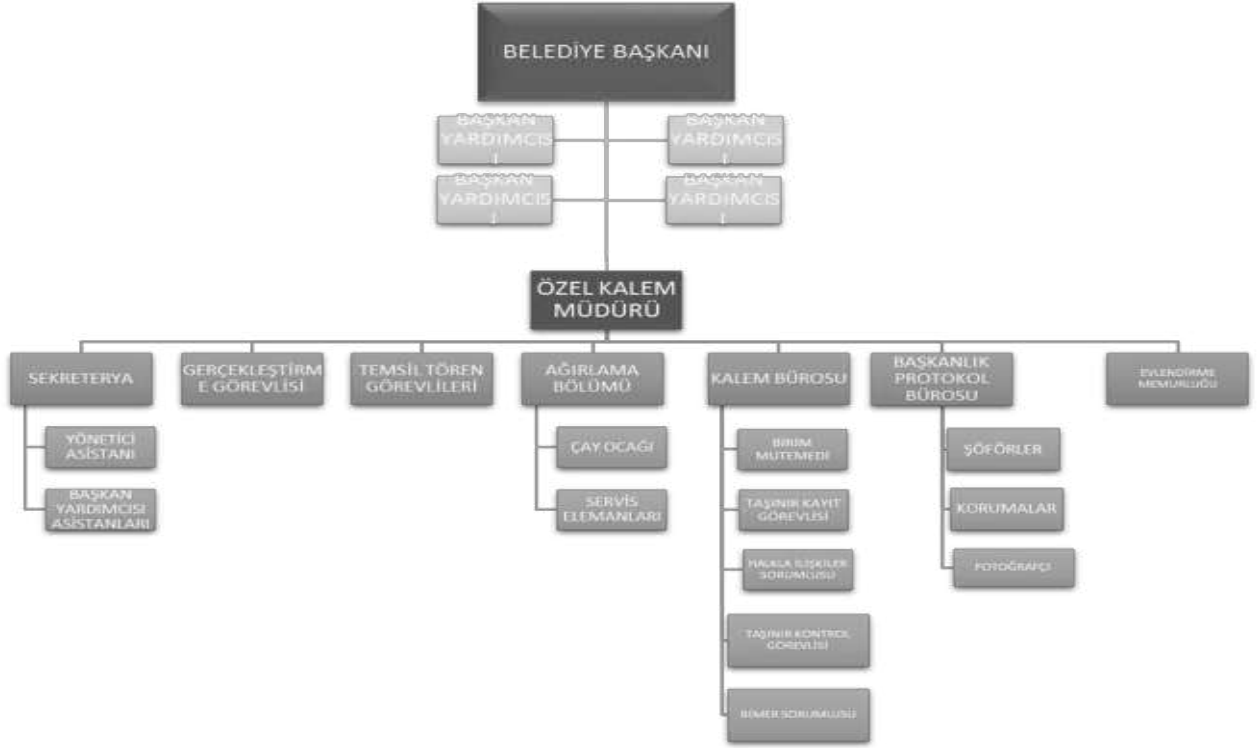 BELEDİYE BAŞKANI
BAŞKAN
YARDIMCIS
I
BAŞKAN
YARDIMCIS
I
BAŞKAN
YARDIMCIS
I
BAŞKAN
YARDIMCIS
I
ÖZEL KALEM
MÜDÜRÜ
SEKRETERYA
GERÇEKLEŞTİRM
E GÖREVLİSİ
TEMSİL TÖREN
GÖREVLİLERİ
AĞIRLAMA
BÖLÜMÜ
KALEM BÜROSU
BAŞKANLIK
PROTOKOL
BÜROSU
EVLENDİRME
MEMURLUĞU
YÖNETİCİ
ASİSTANI
BAŞKAN
YARDIMCISI
ASİSTANLARI
ÇAY OCAĞI
SERVİS
ELEMANLARI
BİRİM
MUTEMEDİ
TAŞINIR KAYIT
GÖREVLİSİ
HALKLA İLİŞKİLER
SORUMLUSU
TAŞINIR KONTROL
GÖREVLİSİ
BİMER SORUMLUSU
ŞÖFÖRLER
KORUMALAR
FOTOĞRAFÇI